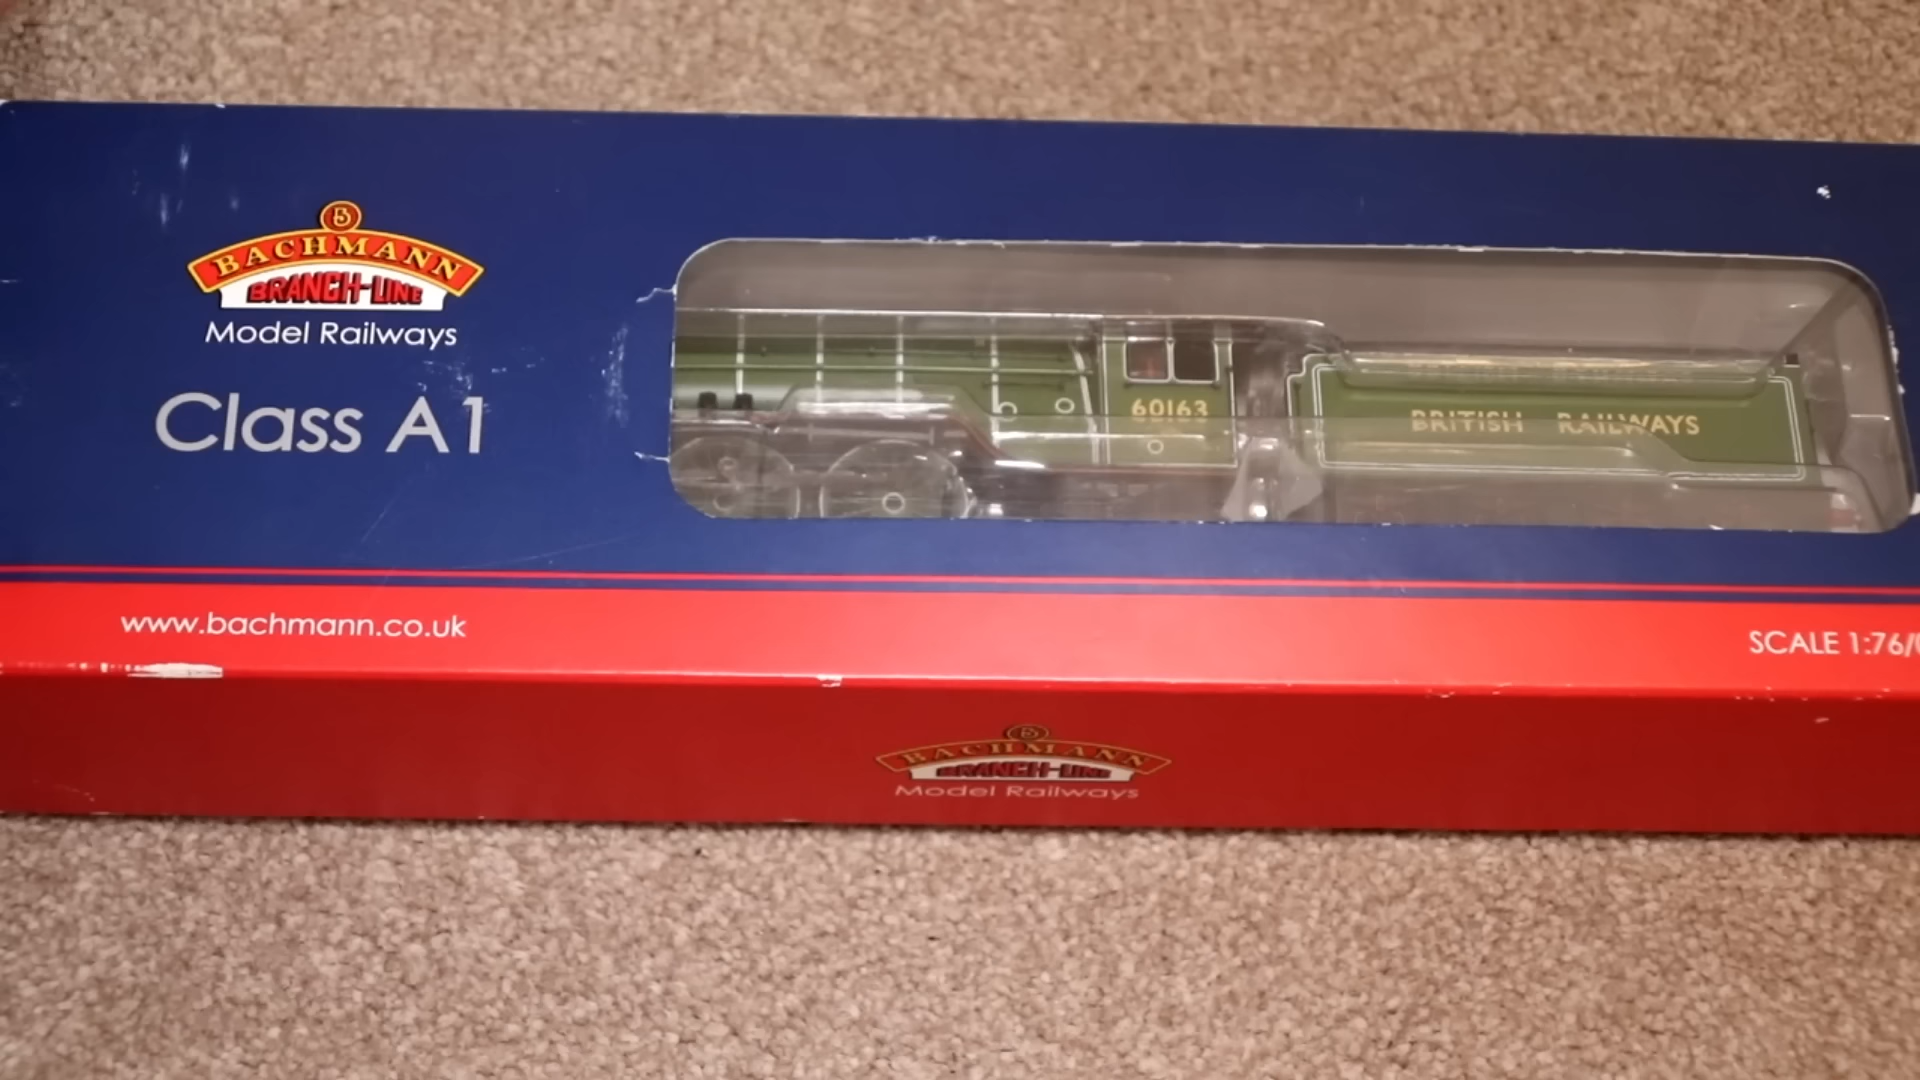 B
BACHMANN
BRANCH-LINE
Model Railways
Class A1
60163
BRITISH RAILWAYS
www.bachmann.co.uk
SCALE 1:76/
B
BACHMANN
BRANCH-LINE
Model Railways